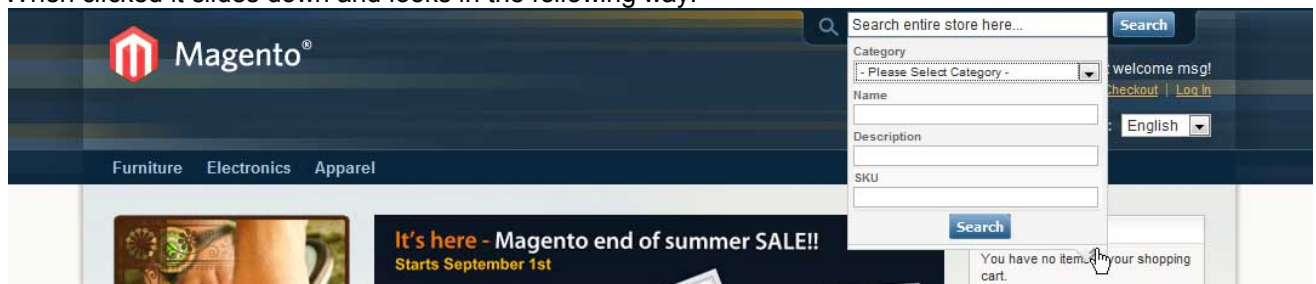 When clicked it slides down and looks in the following way:
Magento®
Search entire store here...
Search
Category
- Please Select Category -
Name
Description
SKU
Search
welcome msg!
Checkout | Log In
: English
Furniture Electronics Apparel
It's here - Magento end of summer SALE!!
Starts September 1st
You have no items your shopping
cart.